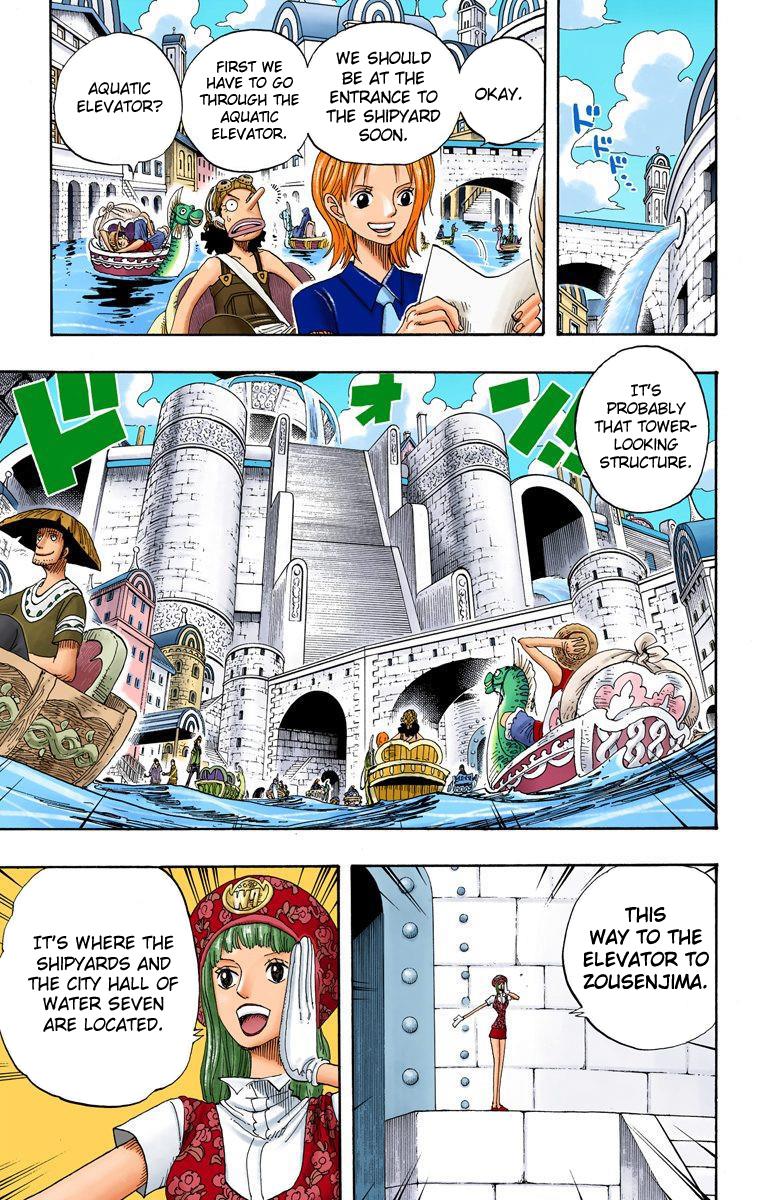 ドドド…
OKAY.
WE SHOULD
BE AT THE
ENTRANCE TO
THE SHIPYARD
SOON.
FIRST WE
HAVE TO GO
THROUGH THE
AQUATIC
ELEVATOR.
AQUATIC
ELEVATOR?
IT'S
PROBABLY
THAT TOWER-
LOOKING
STRUCTURE.
ドォン!!
THIS
WAY TO THE
ELEVATOR TO
ZOUSENJIMA.
IT'S WHERE THE
SHIPYARDS AND
THE CITY HALL OF
WATER SEVEN
ARE LOCATED.
W7